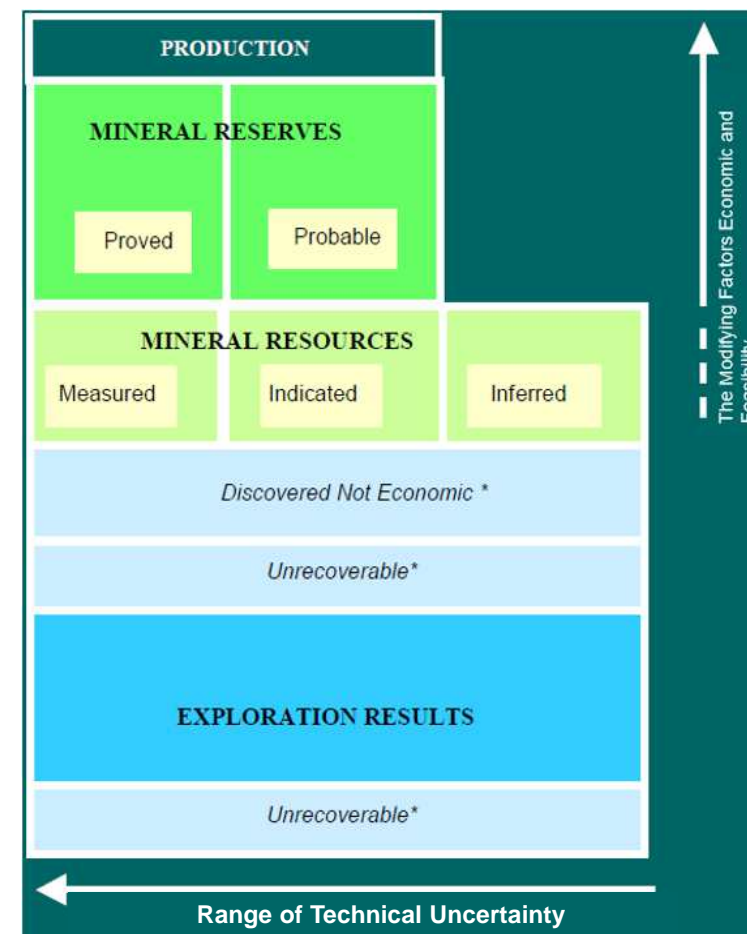 PRODUCTION
MINERAL RESERVES
Proved
Probable
MINERAL RESOURCES
Measured
Indicated
Inferred
Discovered Not Economic *
Unrecoverable*
EXPLORATION RESULTS
Unrecoverable*
Range of Technical Uncertainty
The Modifying Factors Economic and
Feasibility